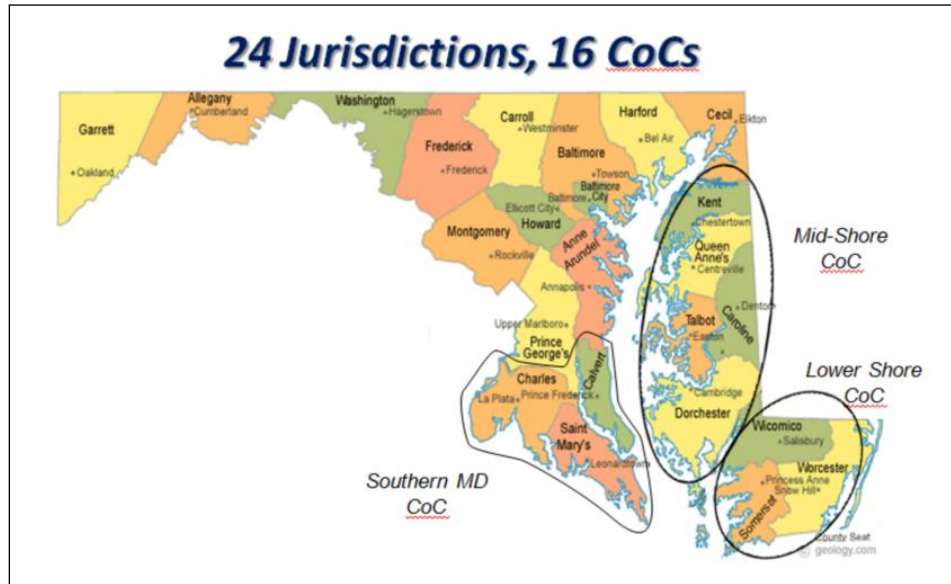 24 Jurisdictions, 16 CoCs
Garrett
Oakland
Allegany
Cumberland
Washington
Hagerstown
Frederick
Frederick
Carroll
Westminster
Baltimore
Towson
Harford
Bel Air
Cecil
Elkton
Baltimore
Baltimore
City
Ellicott City
Howard
Montgomery
Rockville
Anne
Arundel
Annapolis
Upper Marlboro
Prince
George's
Kent
Chestertown
Queen
Anne's
Centreville
Caroline
Denton
Talbot
Easton
Cambridge
Dorchester
Mid-Shore
CoC
Calvert
Charles
La Plata
Prince Frederick
Saint
Mary's
Leonardtown
Southern MD
CoC
Lower Shore
CoC
Wicomico
Salisbury
Worcester
Princess Anne
Snow Hill
Somerset
County Seat
© geology.com